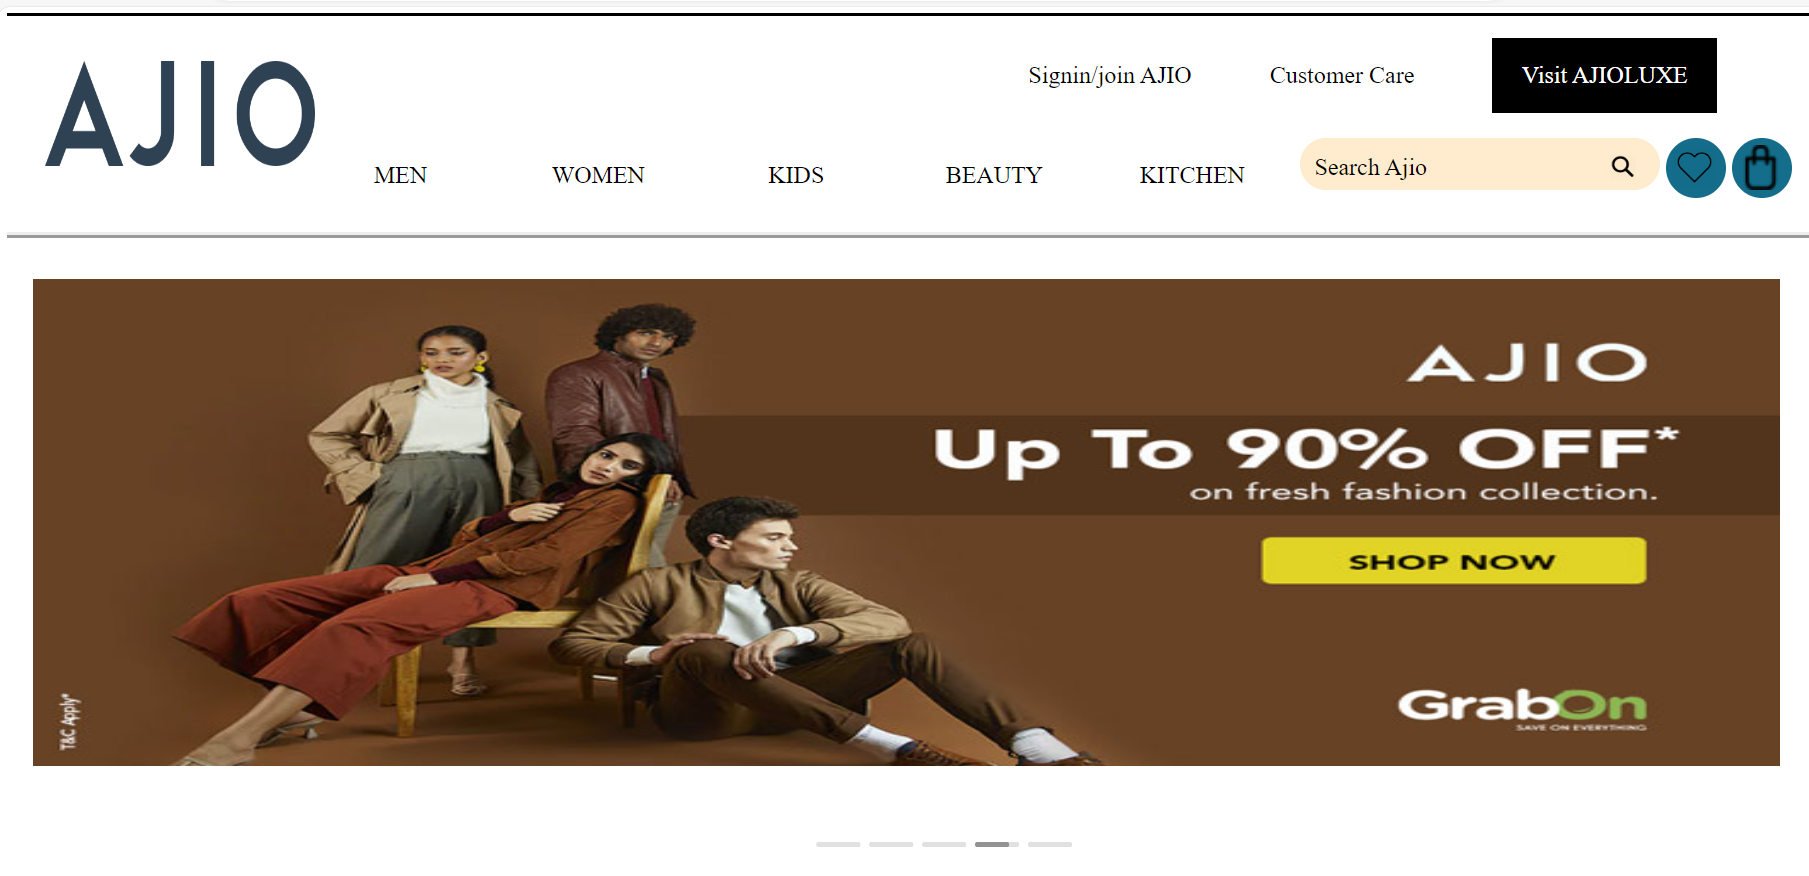 AJIO
Signin/join AJIO
Customer Care
Visit AJIOLUXE
MEN
WOMEN
KIDS
BEAUTY
KITCHEN
Search Ajio
AJIO
Up To 90% OFF*
on fresh fashion collection.
SHOP NOW
GrabOn
SAVE ON EVERYTHING
T&C Apply*